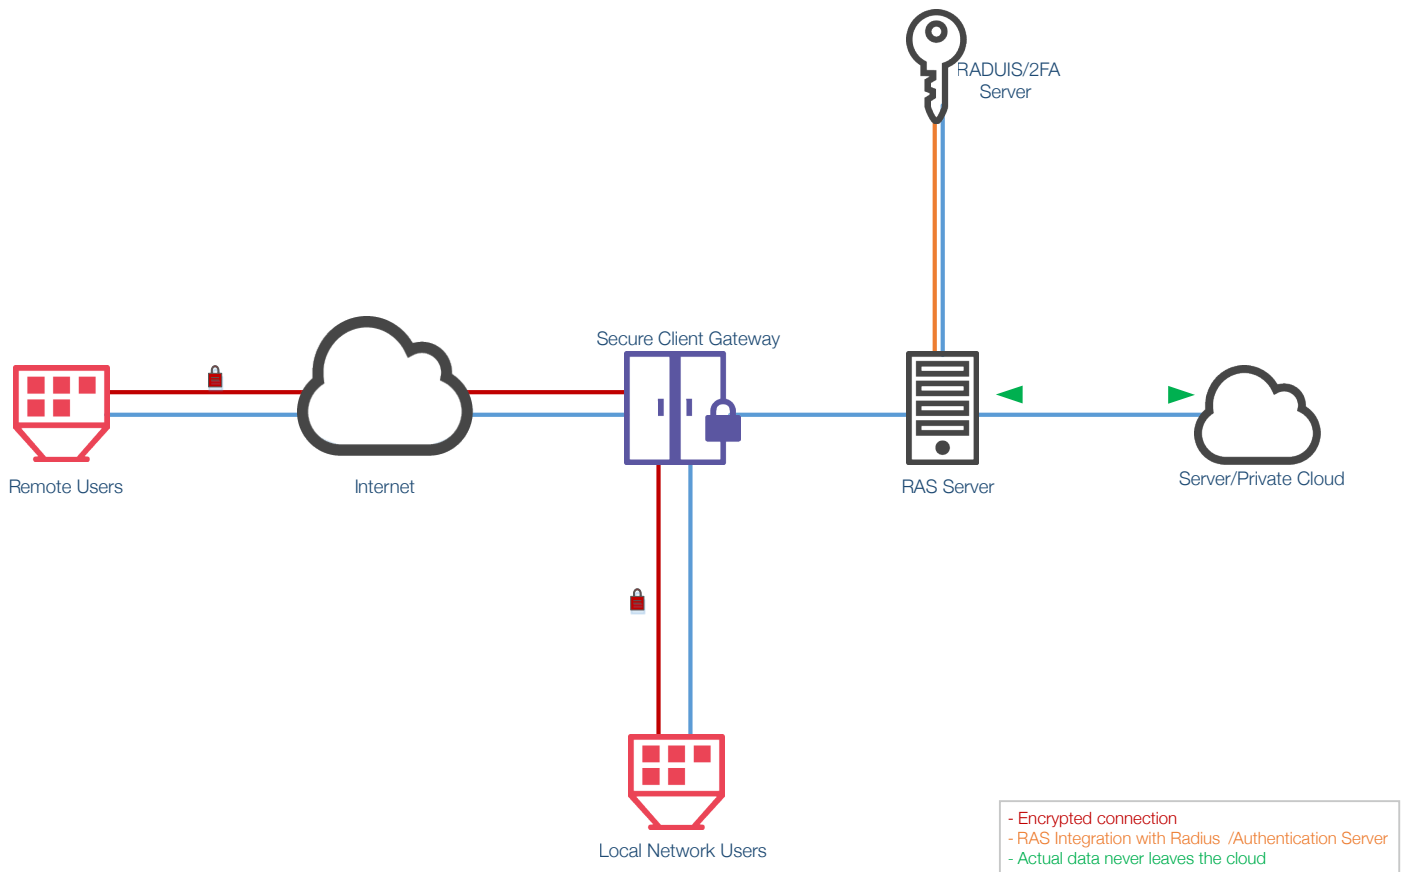 RADUIS/2FA
Server
Secure Client Gateway
Remote Users
Internet
RAS Server
Server/Private Cloud
Local Network Users
- Encrypted connection
- RAS Integration with Radius /Authentication Server
- Actual data never leaves the cloud